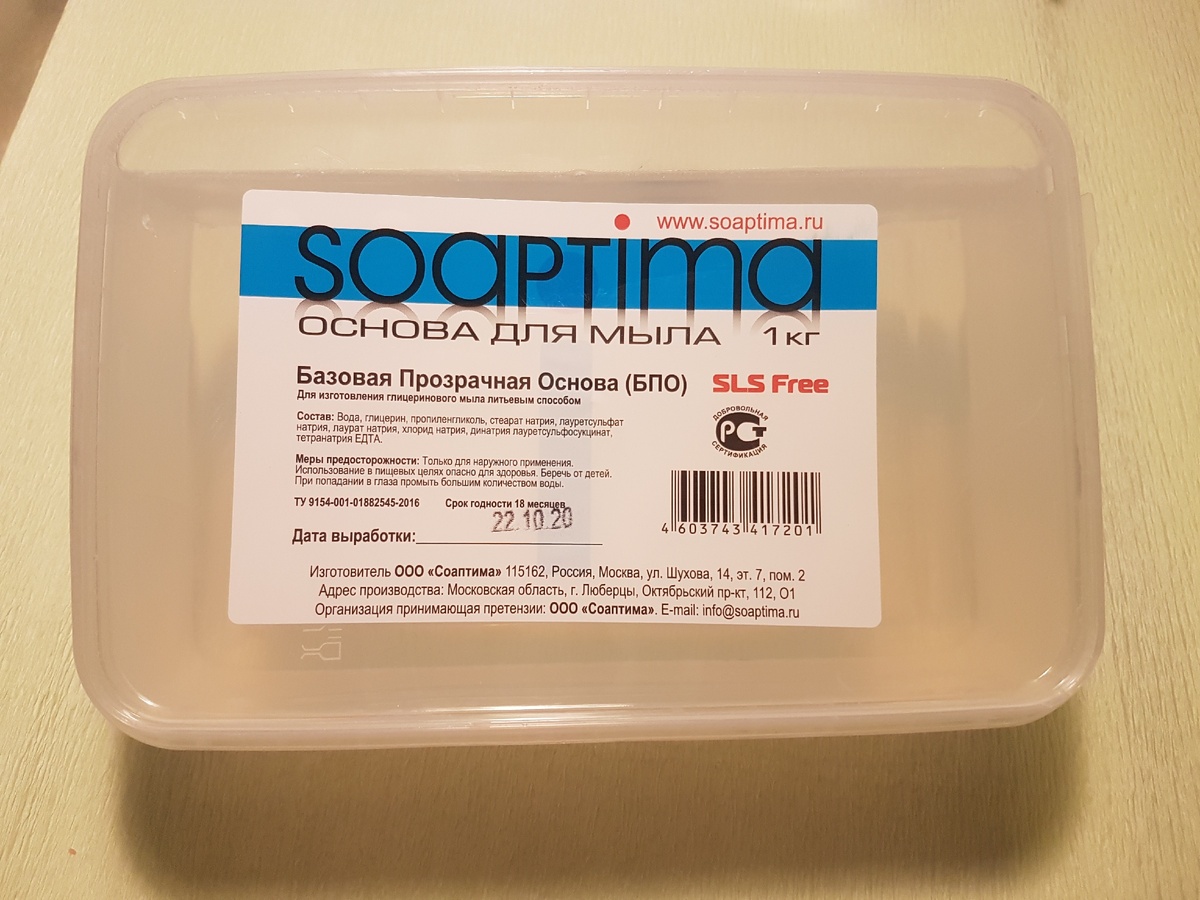 www.soaptima.ru
soaptima
ОСНОВА ДЛЯ МЫЛА 1кг
Базовая Прозрачная Основа (БПО) SLS Free
Для изготовления глицеринового мыла литьевым способом
Состав: Вода, глицерин, пропиленгликоль, стеарат натрия, лауретсульфат
натрия, лаурат натрия, хлорид натрия, динатрия лауретсульфосукцинат,
тетранатрия ЕДТА.
ДОБРОВОЛЬНАЯ
РСТ
СЕРТИФИКАЦИЯ
Меры предосторожности: Только для наружного применения.
Использование в пищевых целях опасно для здоровья. Беречь от детей.
При попадании в глаза промыть большим количеством воды.
ТУ 9154-001-01882545-2016 Срок годности 18 месяцев
22.10.20
Дата выработки:
4 603743 417201
Изготовитель ООО «Соаптима» 115162, Россия, Москва, ул. Шухова, 14, эт. 7, пом. 2
Адрес производства: Московская область, г. Люберцы, Октябрьский пр-кт, 112, О1
Организация принимающая претензии: ООО «Соаптима». E-mail: info@soaptima.ru